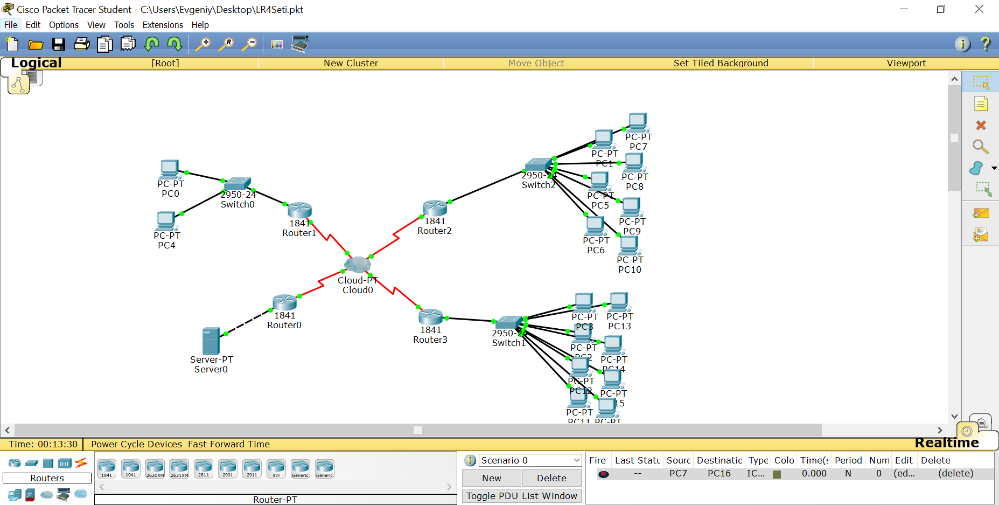 Cisco Packet Tracer Student - C:\Users\Evgeniy\Desktop\LR4Seti.pkt
File Edit Options View Tools Extensions Help
Logical [Root] New Cluster Move Object Set Tiled Background Viewport
PC-PT
PC7
PC-PT
PC1
PC-PT
PC8
2950-24
Switch2
PC-PT
PC5
PC-PT
PC9
PC-PT
PC6
PC-PT
PC10
PC-PT
PC0
2950-24
Switch0
PC-PT
PC4
1841
Router1
1841
Router2
Cloud-PT
Cloud0
1841
Router0
Server-PT
Server0
1841
Router3
2950-24
Switch1
PC-PT
PC3
PC-PT
PC13
PC-PT
PC2
PC-PT
PC14
PC-PT
PC12
PC-PT
15
PC-PT
PC11
PC-PT
Time: 00:13:30 Power Cycle Devices Fast Forward Time
Realtime
Routers
1841 1941 2620XM 2621XM 2811 2901 2911 819 Generic Generic
Router-PT
Scenario 0
New Delete
Toggle PDU List Window
Fire Last Statu Sourc Destinatio Type Colo Time(s Period Num Edit Delete
-- PC7 PC16 IC... 0.000 N 0 (ed... (delete)